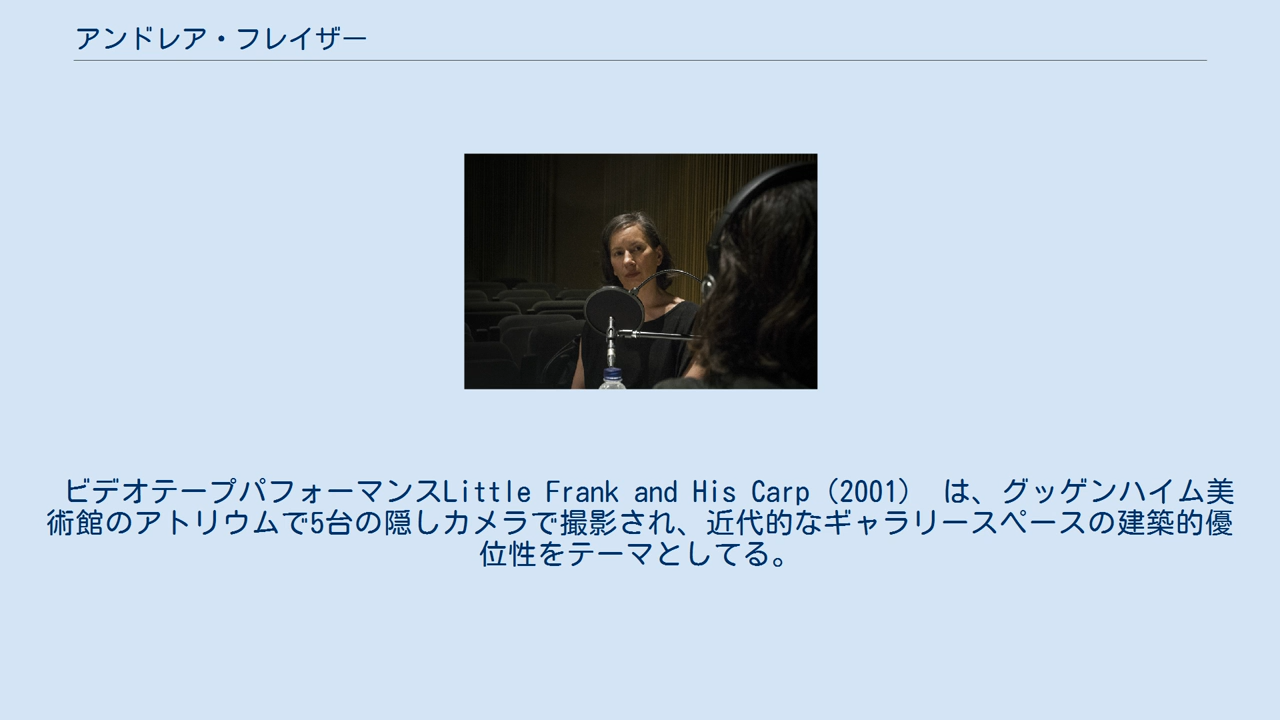 アンドレア・フレイザー
ビデオテープパフォーマンスLittle Frank and His Carp（2001） は、グッゲンハイム美
術館のアトリウムで5台の隠しカメラで撮影され、近代的なギャラリースペースの建築的優
位性をテーマとしてる。